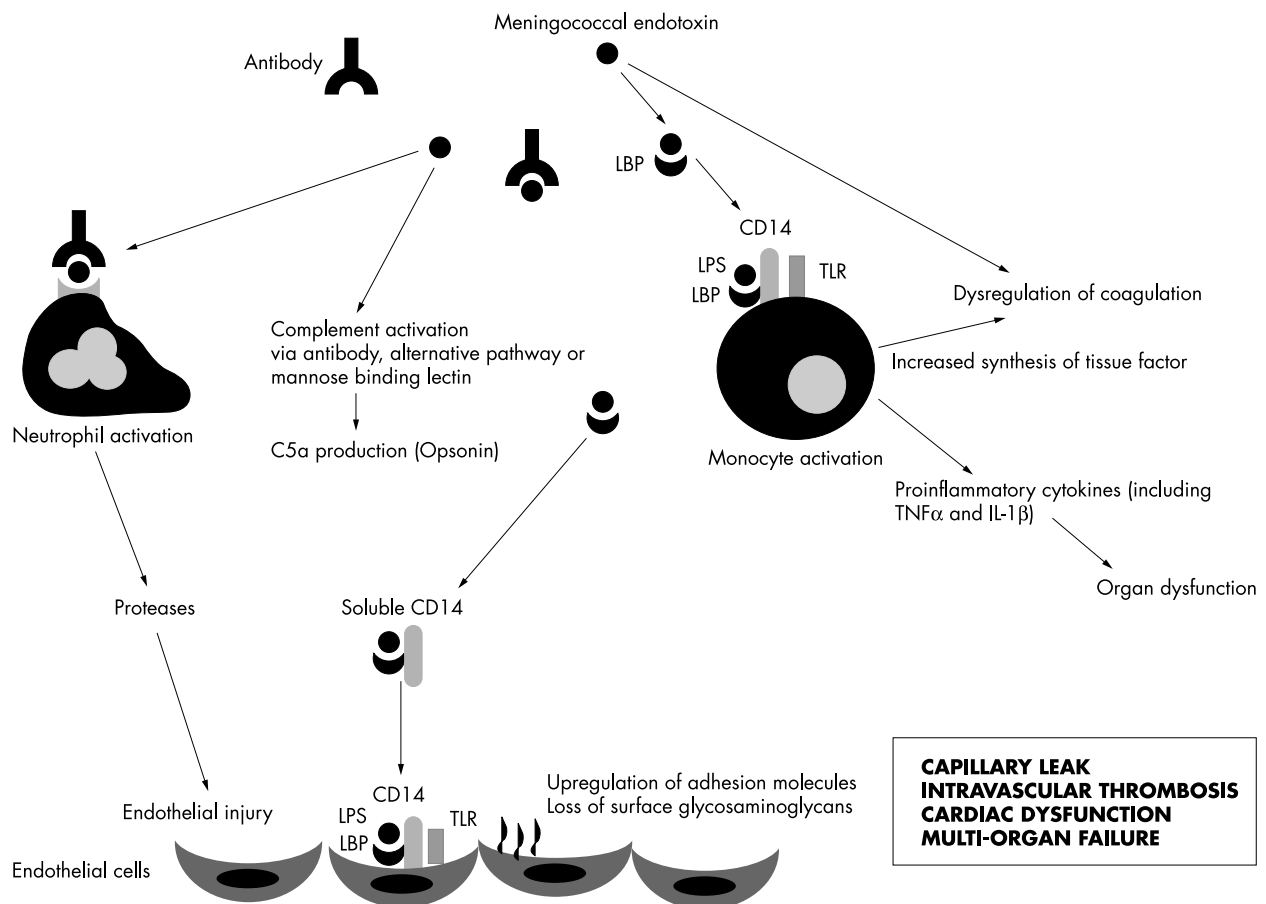 Meningococcal endotoxin
Antibody
LBP
CD14
LPS
TLR
LBP
Dysregulation of coagulation
Complement activation
via antibody, alternative pathway or
mannose binding lectin
Increased synthesis of tissue factor
Neutrophil activation
C5a production (Opsonin)
Monocyte activation
Proinflammatory cytokines (including
TNFα and IL-1β)
Organ dysfunction
Proteases
Soluble CD14
CAPILLARY LEAK
INTRAVASCULAR THROMBOSIS
CARDIAC DYSFUNCTION
MULTI-ORGAN FAILURE
Upregulation of adhesion molecules
Loss of surface glycosaminoglycans
CD14
Endothelial injury
LPS
TLR
LBP
Endothelial cells